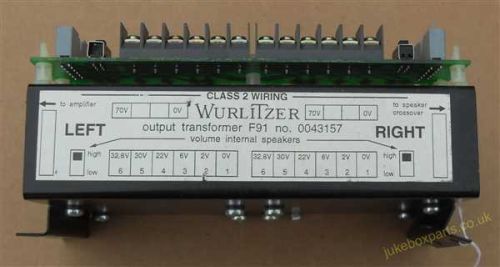 CLASS 2 WIRING
to amplifier
70V 0V
WURLITZER
70V 0V
to speaker
crossover
LEFT
output transformer F91 no. 0043157
RIGHT
volume internal speakers
high
low
32,8V 30V 22V 6V 2V 0V
6 5 4 3 2 1
32,8V 30V 22V 6V 2V 0V
6 5 4 3 2 1
high
low
jukeboxparts.co.uk